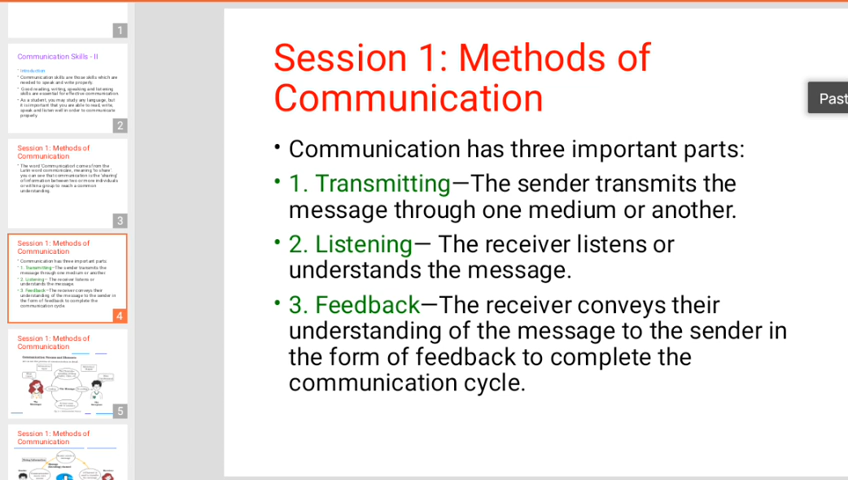 1
Communication Skills - II
Introduction
Communication skills are those skills which are
needed to speak and write properly.
Good reading, writing, speaking and listening
skills are essential for effective communication
As a student, you may study any language, but
it is important that you are able to read, write,
speak and listen well in order to communicate
properly.
2
Session 1: Methods of
Communication
The word 'Communication' comes from the
Latin word communicate, meaning 'to share'.
you can see that communication is the 'sharing'
of information between two or more individuals
or within a group to reach a common
understanding.
3
Session 1: Methods of
Communication
Communication has three important parts:
1. Transmitting—The sender transmits the
message through one medium or another.
2. Listening— The receiver listens or
understands the message.
3. Feedback—The receiver conveys their
understanding of the message to the sender in
the form of feedback to complete the
communication cycle.
4
Session 1: Methods of
Communication
5
Session 1: Methods of
Communication
Session 1: Methods of
Communication
• Communication has three important parts:
• 1. Transmitting—The sender transmits the
message through one medium or another.
• 2. Listening— The receiver listens or
understands the message.
• 3. Feedback—The receiver conveys their
understanding of the message to the sender in
the form of feedback to complete the
communication cycle.
Past